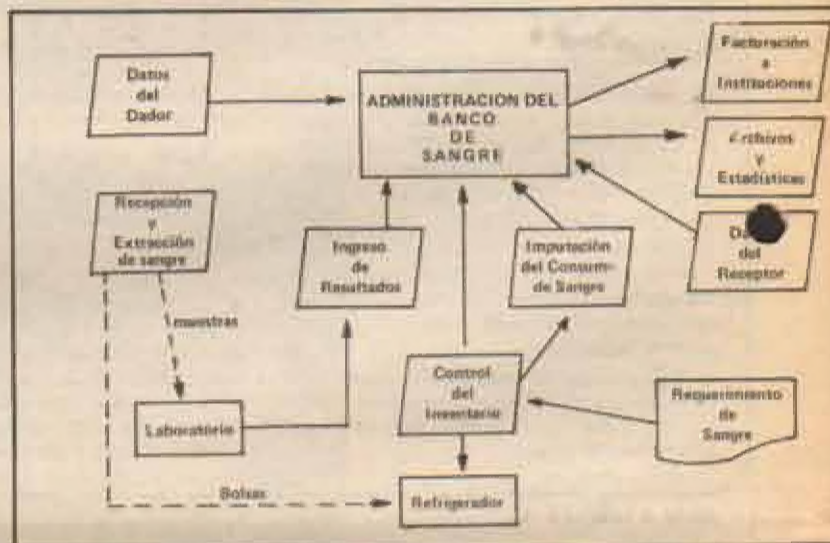 Datos
del
Dador
ADMINISTRACION DEL
BANCO
DE
SANGRE
Facturación
a
Instituciones
Archivos
y
Estadísticas
del
Receptor
Recepción
y
Extracción
de sangre
Ingreso
de
Resultados
Imputación
del Consumo
de Sangre
muestras
Laboratorio
Control
del
Inventario
Requerimiento
de
Sangre
Bolsas
Refrigerador